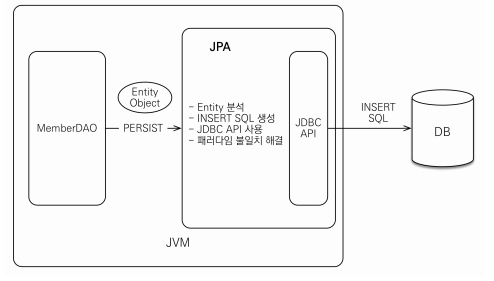 JPA
Entity
Object
MemberDAO
PERSIST
- Entity 분석
- INSERT SQL 생성
- JDBC API 사용
- 패러다임 불일치 해결
JDBC
API
INSERT
SQL
DB
JVM